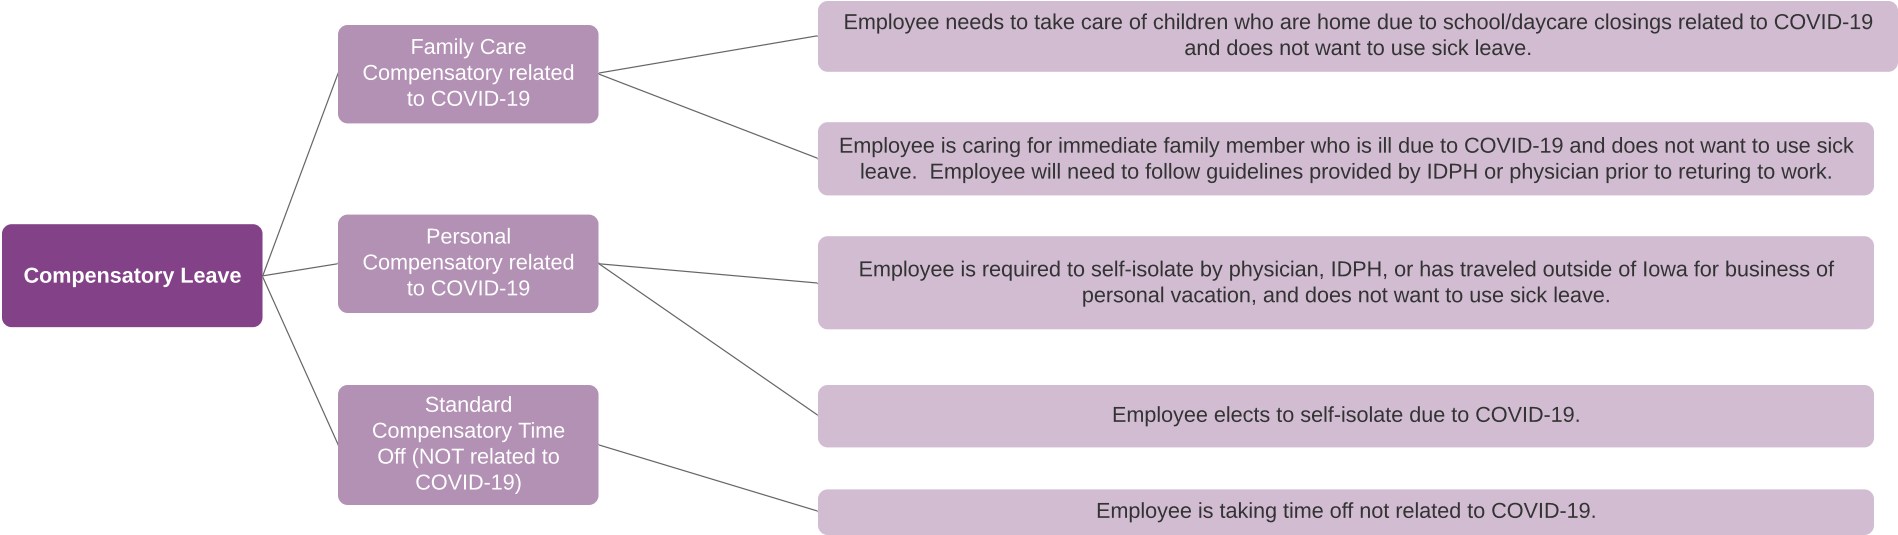 Compensatory Leave
Family Care
Compensatory related
to COVID-19
Employee needs to take care of children who are home due to school/daycare closings related to COVID-19
and does not want to use sick leave.
Employee is caring for immediate family member who is ill due to COVID-19 and does not want to use sick
leave.  Employee will need to follow guidelines provided by IDPH or physician prior to returing to work.
Personal
Compensatory related
to COVID-19
Employee is required to self-isolate by physician, IDPH, or has traveled outside of Iowa for business of
personal vacation, and does not want to use sick leave.
Employee elects to self-isolate due to COVID-19.
Standard
Compensatory Time
Off (NOT related to
COVID-19)
Employee is taking time off not related to COVID-19.